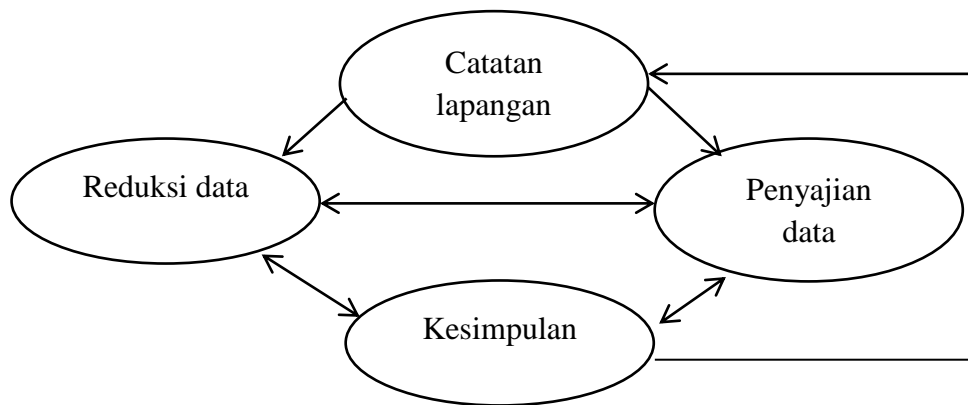 Catatan
lapangan
Reduksi data
Penyajian
data
Kesimpulan